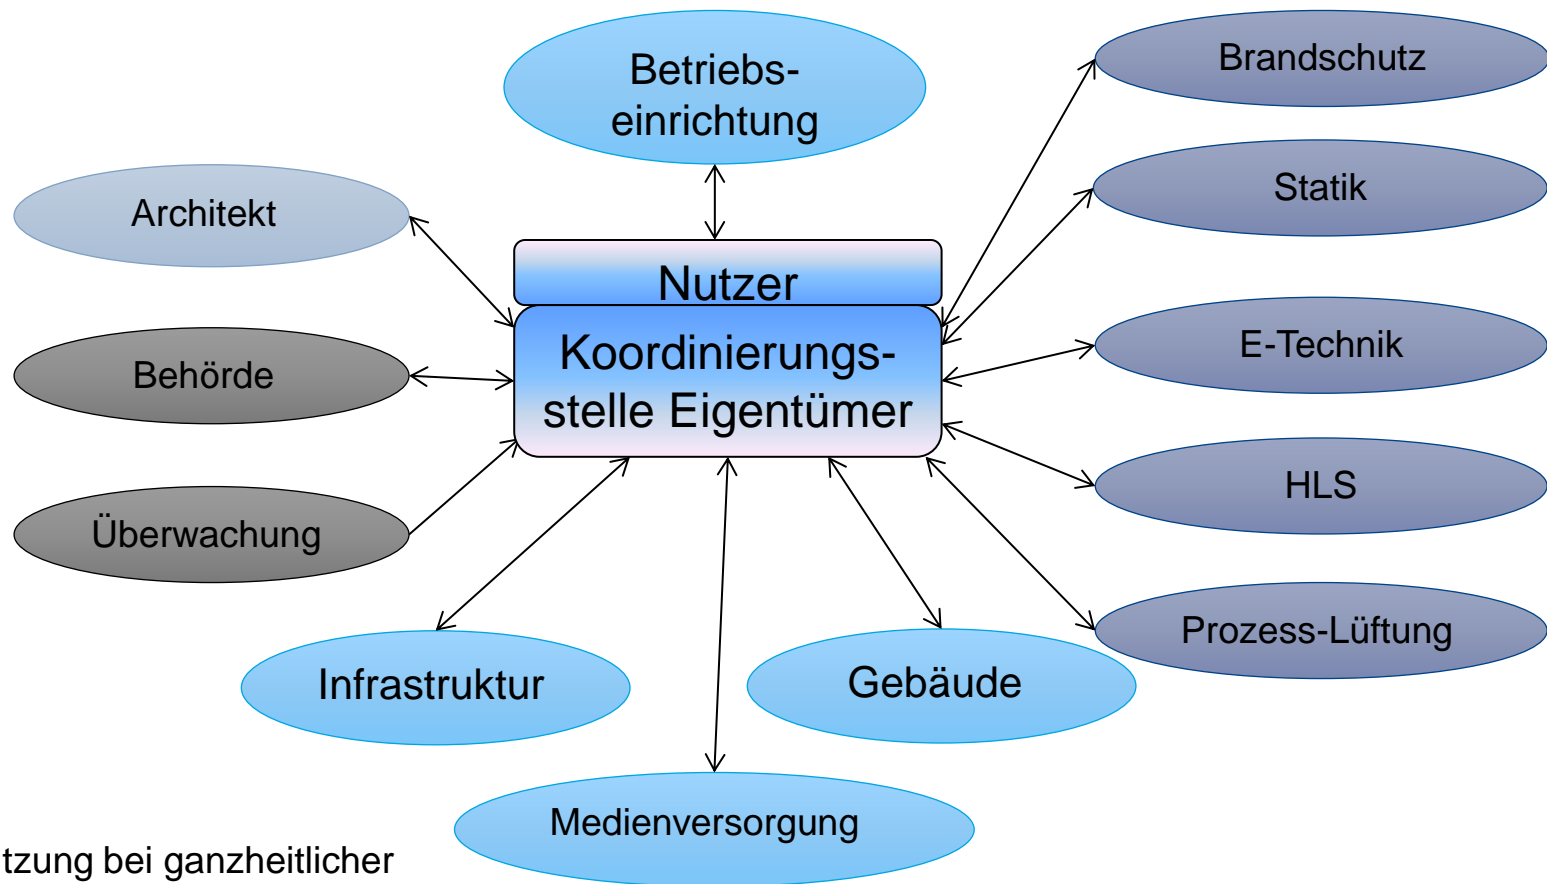 Betriebs-
einrichtung
Brandschutz
Statik
Architekt
Nutzer
Koordinierungs-
stelle Eigentümer
E-Technik
Behörde
HLS
Überwachung
Prozess-Lüftung
Infrastruktur
Gebäude
Medienversorgung
tzung bei ganzheitlicher